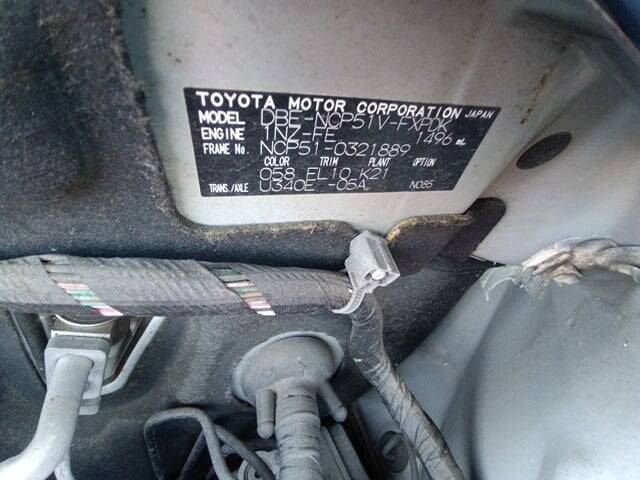 TOYOTA MOTOR CORPORATION JAPAN
MODEL DBE-NCP51V-FXPDK
ENGINE 1NZ-FE 1496 mL
FRAME No. NCP51-0321889
COLOR TRIM PLANT OPTION
058 FL10 K21
TRANS./AXLE U340E -05A N085